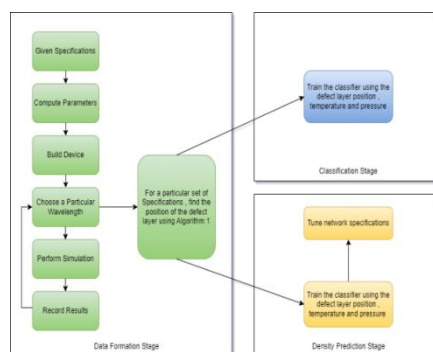 Given Specifications
Compute Parameters
Build Device
Choose a Particular
Wavelength
Perform Simulation
Record Results
For a particular set of
Specifications , find the
position of the defect
layer using Algorithm 1.
Data Formation Stage
Train the classifier using the
defect layer position ,
temperature and pressure
Classification Stage
Tune network specifications
Train the classifier using the
defect layer position ,
temperature and pressure
Density Prediction Stage